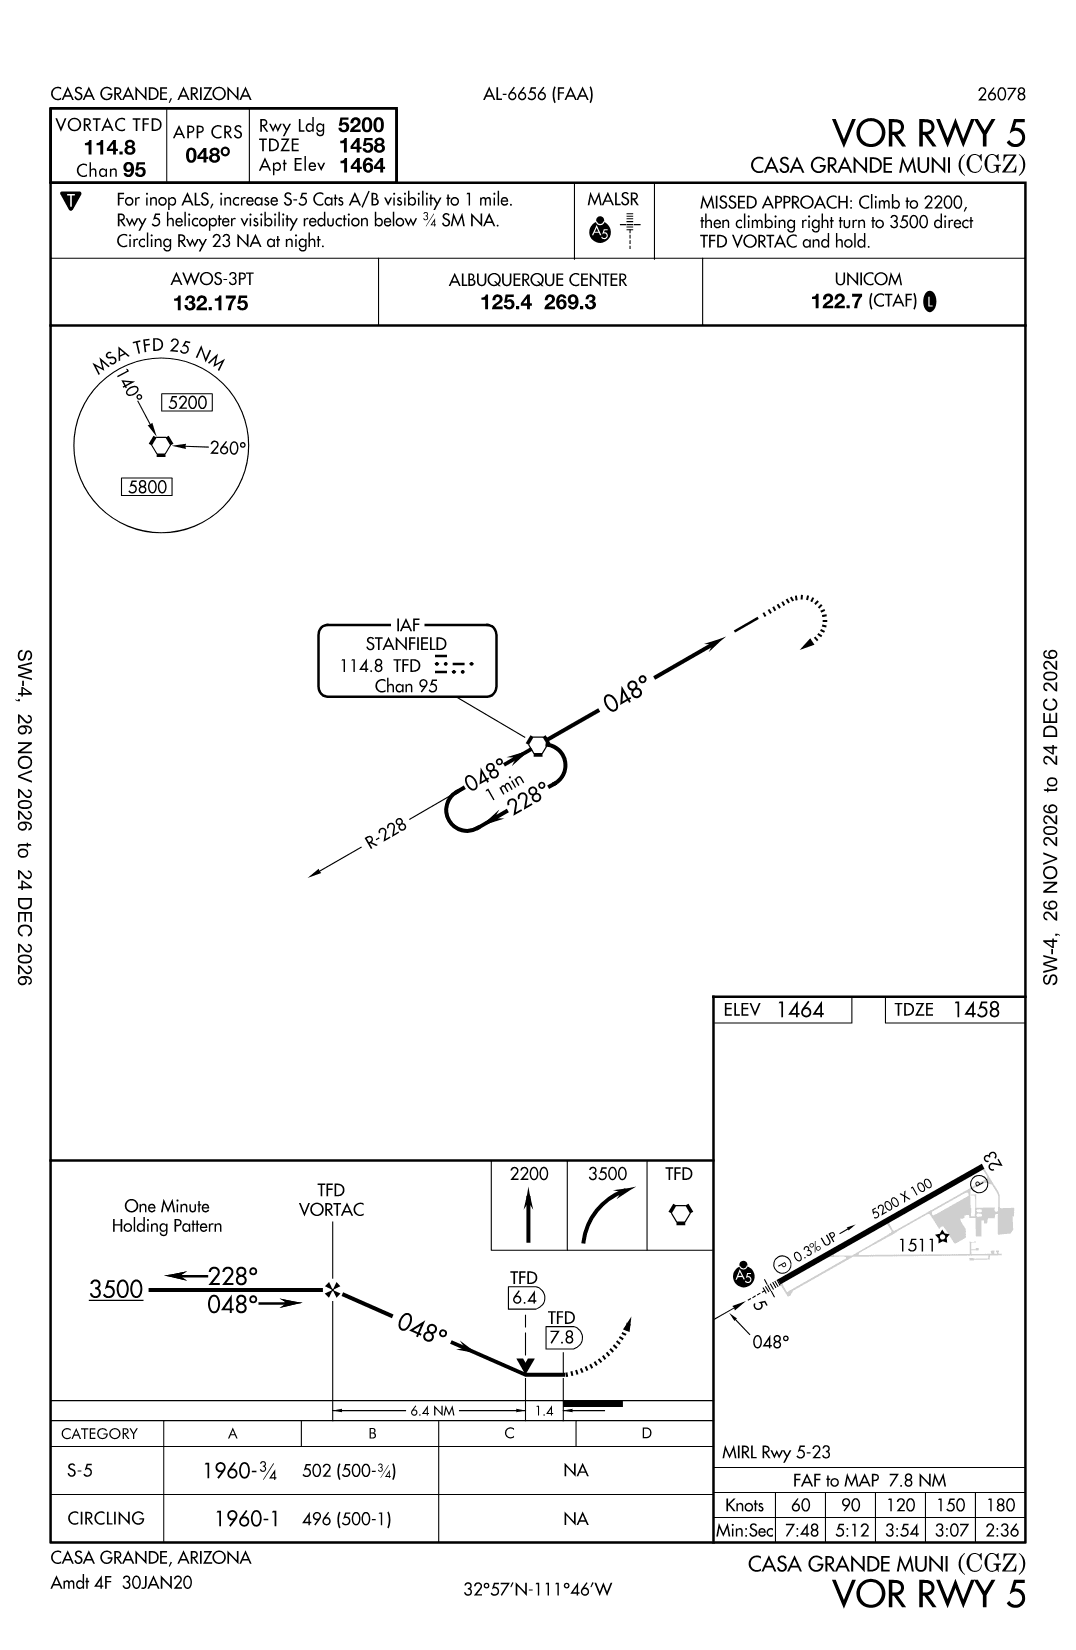 CASA GRANDE, ARIZONA
AL-6656 (FAA)
26078
VORTAC TFD
114.8
Chan 95
APP CRS
048°
Rwy Ldg 5200
TDZE 1458
Apt Elev 1464
VOR RWY 5
CASA GRANDE MUNI (CGZ)
T
For inop ALS, increase S-5 Cats A/B visibility to 1 mile.
Rwy 5 helicopter visibility reduction below ¾ SM NA.
Circling Rwy 23 NA at night.
MALSR
A5
MISSED APPROACH: Climb to 2200,
then climbing right turn to 3500 direct
TFD VORTAC and hold.
AWOS-3PT
132.175
ALBUQUERQUE CENTER
125.4 269.3
UNICOM
122.7 (CTAF) L
MSA TFD 25 NM
140°
5200
260°
5800
IAF
STANFIELD
114.8 TFD
Chan 95
048°
048°
1 min
228°
R-228
SW-4, 26 NOV 2026 to 24 DEC 2026
SW-4, 26 NOV 2026 to 24 DEC 2026
ELEV 1464
TDZE 1458
23
P
5200 X 100
0.3% UP
P
1511
A5
5
048°
MIRL Rwy 5-23
FAF to MAP 7.8 NM
Knots 60 90 120 150 180
Min:Sec 7:48 5:12 3:54 3:07 2:36
One Minute
Holding Pattern
TFD
VORTAC
2200
3500
TFD
3500
228°
048°
048°
TFD
6.4
TFD
7.8
6.4 NM
1.4
CATEGORY A B C D
S-5 1960-¾ 502 (500-¾) NA
CIRCLING 1960-1 496 (500-1) NA
CASA GRANDE, ARIZONA
Amdt 4F 30JAN20
32°57'N-111°46'W
CASA GRANDE MUNI (CGZ)
VOR RWY 5